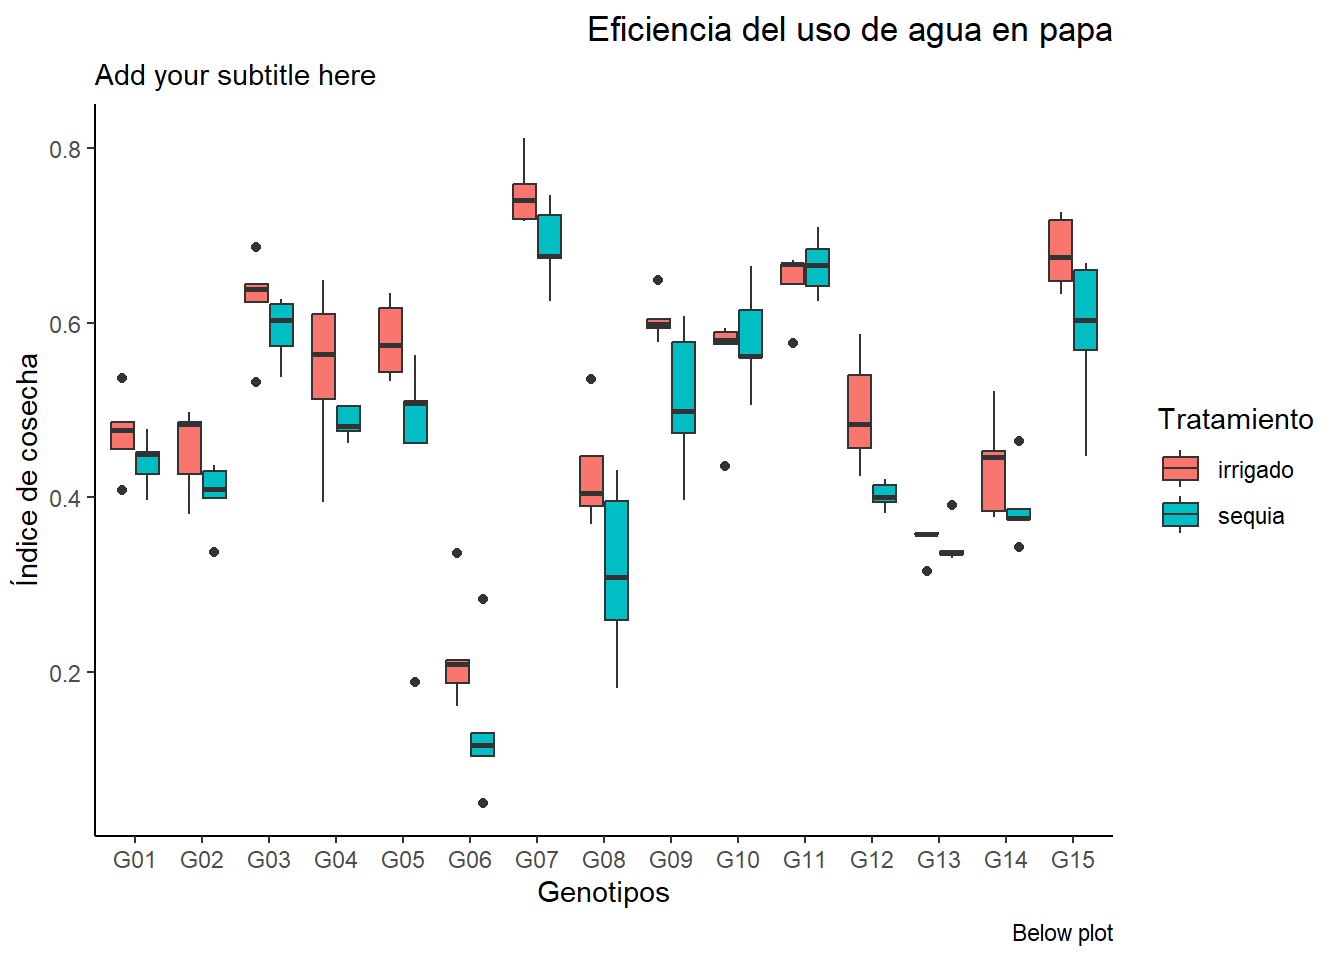 Eficiencia del uso de agua en papa
Add your subtitle here
Índice de cosecha
0.8
0.6
0.4
0.2
G01 G02 G03 G04 G05 G06 G07 G08 G09 G10 G11 G12 G13 G14 G15
Genotipos
Tratamiento
irrigado
sequia
Below plot